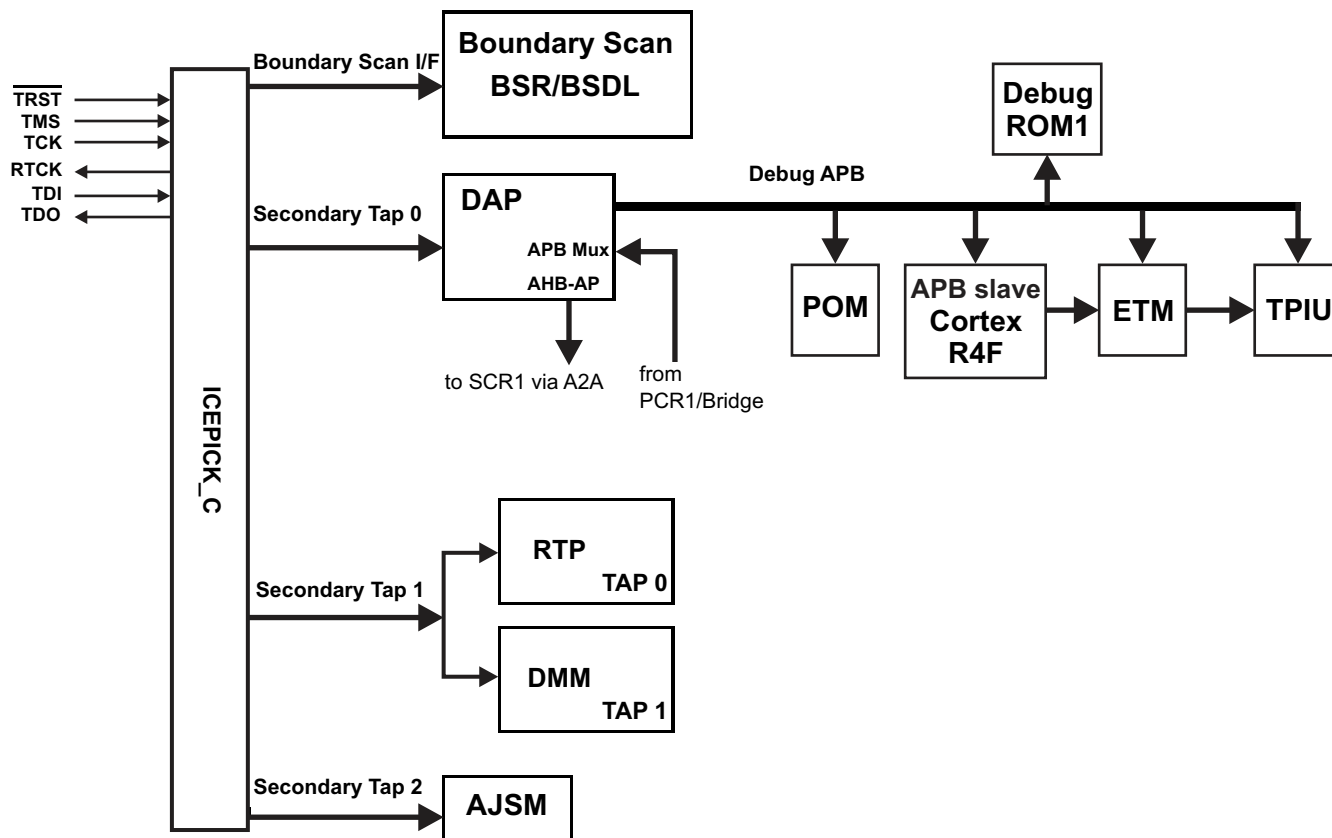 TRST
TMS
TCK
RTCK
TDI
TDO
ICEPICK_C
Boundary Scan I/F
Boundary Scan
BSR/BSDL
Secondary Tap 0
DAP
APB Mux
AHB-AP
to SCR1 via A2A
from
PCR1/Bridge
Debug APB
Debug
ROM1
POM
APB slave
Cortex
R4F
ETM
TPIU
Secondary Tap 1
RTP
TAP 0
DMM
TAP 1
Secondary Tap 2
AJSM